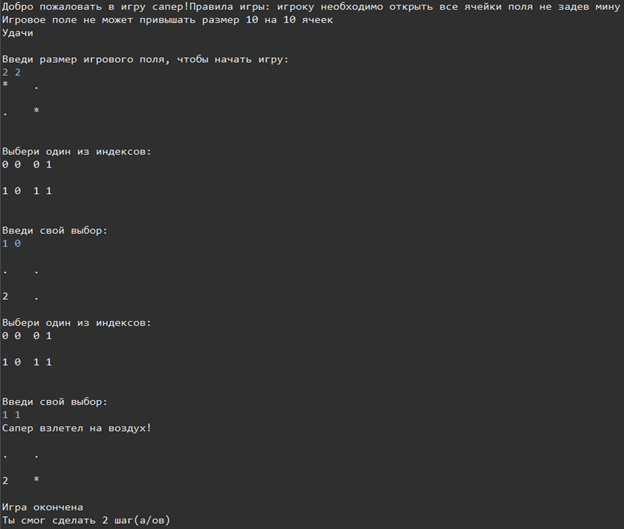 Добро пожаловать в игру сапер!Правила игры: игроку необходимо открыть все ячейки поля не задев мину
Игровое поле не может привышать размер 10 на 10 ячеек
Удачи
Введи размер игрового поля, чтобы начать игру:
2 2
* .
. *
Выбери один из индексов:
0 0 0 1
1 0 1 1
Введи свой выбор:
1 0
. .
2 .
Выбери один из индексов:
0 0 0 1
1 0 1 1
Введи свой выбор:
1 1
Сапер взлетел на воздух!
. .
2 *
Игра окончена
Ты смог сделать 2 шаг(а/ов)